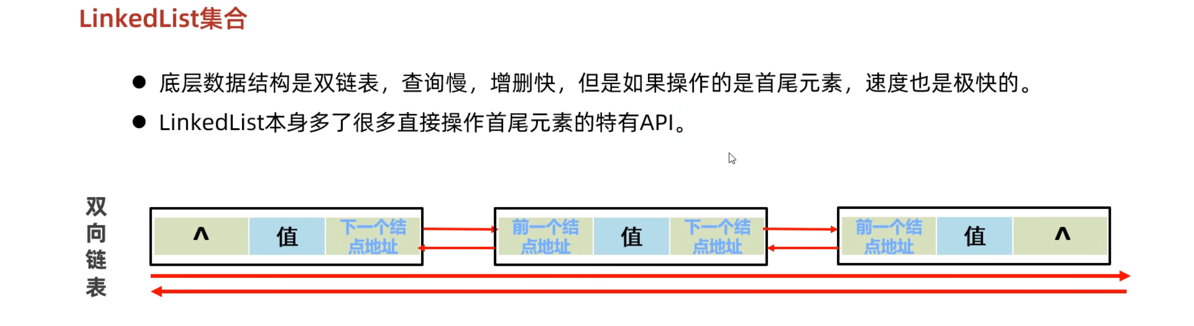 LinkedList集合
● 底层数据结构是双链表，查询慢，增删快，但是如果操作的是首尾元素，速度也是极快的。
● LinkedList本身多了很多直接操作首尾元素的特有API。
双向链表
^
值
下一个结
点地址
前一个结
点地址
值
下一个结
点地址
前一个结
点地址
值
^